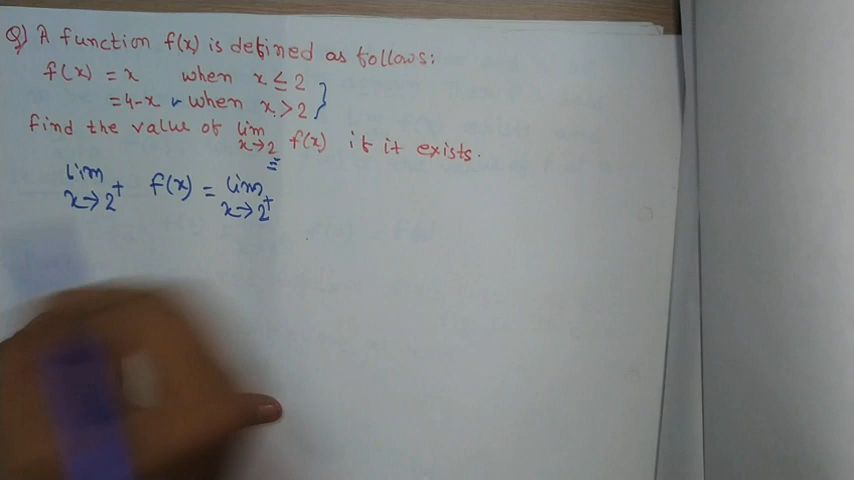 Q) A function f(x) is defined as follows:
f(x) = x when x ≤ 2
= 4-x when x > 2 }
find the value of lim x→2 f(x) if it exists.
lim x→2⁺ f(x) = lim x→2⁺